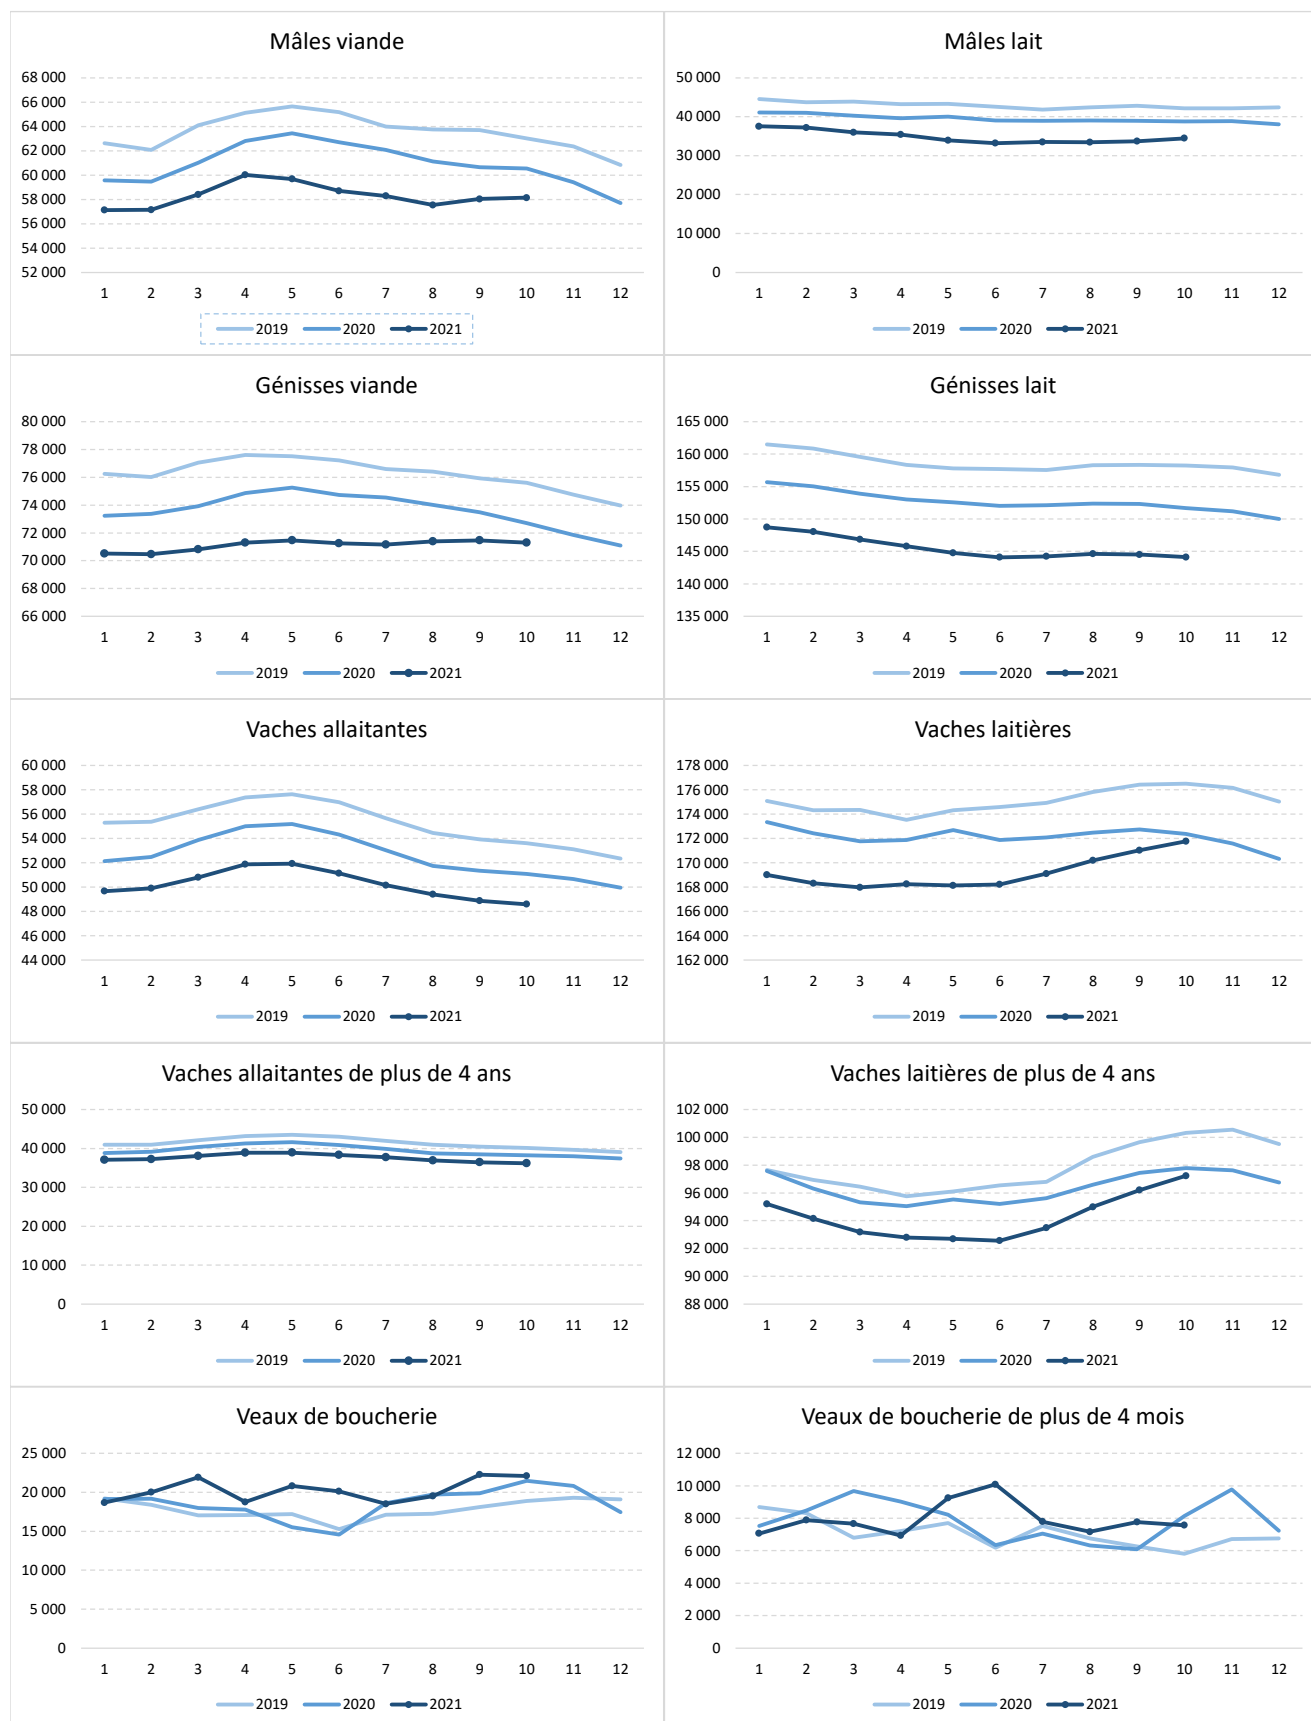 Mâles viande
68 000
66 000
64 000
62 000
60 000
58 000
56 000
54 000
52 000
1 2 3 4 5 6 7 8 9 10 11 12
2019 2020 2021
Mâles lait
50 000
40 000
30 000
20 000
10 000
0
1 2 3 4 5 6 7 8 9 10 11 12
2019 2020 2021
Génisses viande
80 000
78 000
76 000
74 000
72 000
70 000
68 000
66 000
1 2 3 4 5 6 7 8 9 10 11 12
2019 2020 2021
Génisses lait
165 000
160 000
155 000
150 000
145 000
140 000
135 000
1 2 3 4 5 6 7 8 9 10 11 12
2019 2020 2021
Vaches allaitantes
60 000
58 000
56 000
54 000
52 000
50 000
48 000
46 000
44 000
1 2 3 4 5 6 7 8 9 10 11 12
2019 2020 2021
Vaches laitières
178 000
176 000
174 000
172 000
170 000
168 000
166 000
164 000
162 000
1 2 3 4 5 6 7 8 9 10 11 12
2019 2020 2021
Vaches allaitantes de plus de 4 ans
50 000
40 000
30 000
20 000
10 000
0
1 2 3 4 5 6 7 8 9 10 11 12
2019 2020 2021
Vaches laitières de plus de 4 ans
102 000
100 000
98 000
96 000
94 000
92 000
90 000
88 000
1 2 3 4 5 6 7 8 9 10 11 12
2019 2020 2021
Veaux de boucherie
25 000
20 000
15 000
10 000
5 000
0
1 2 3 4 5 6 7 8 9 10 11 12
2019 2020 2021
Veaux de boucherie de plus de 4 mois
12 000
10 000
8 000
6 000
4 000
2 000
0
1 2 3 4 5 6 7 8 9 10 11 12
2019 2020 2021